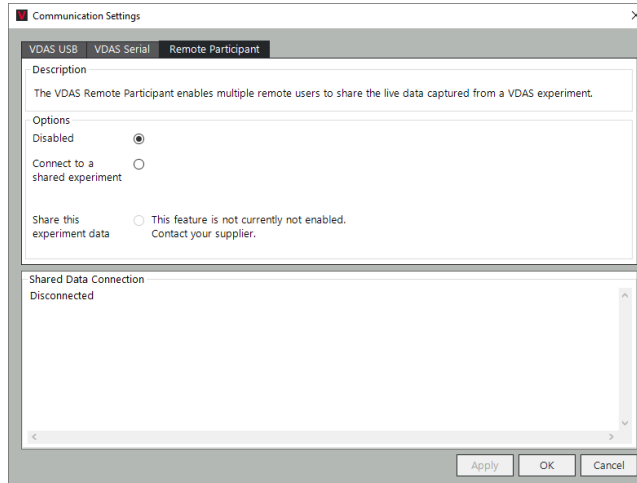 Communication Settings
VDAS USB VDAS Serial Remote Participant
Description
The VDAS Remote Participant enables multiple remote users to share the live data captured from a VDAS experiment.
Options
Disabled
Connect to a
shared experiment
Share this
experiment data
This feature is not currently not enabled.
Contact your supplier.
Shared Data Connection
Disconnected
Apply OK Cancel